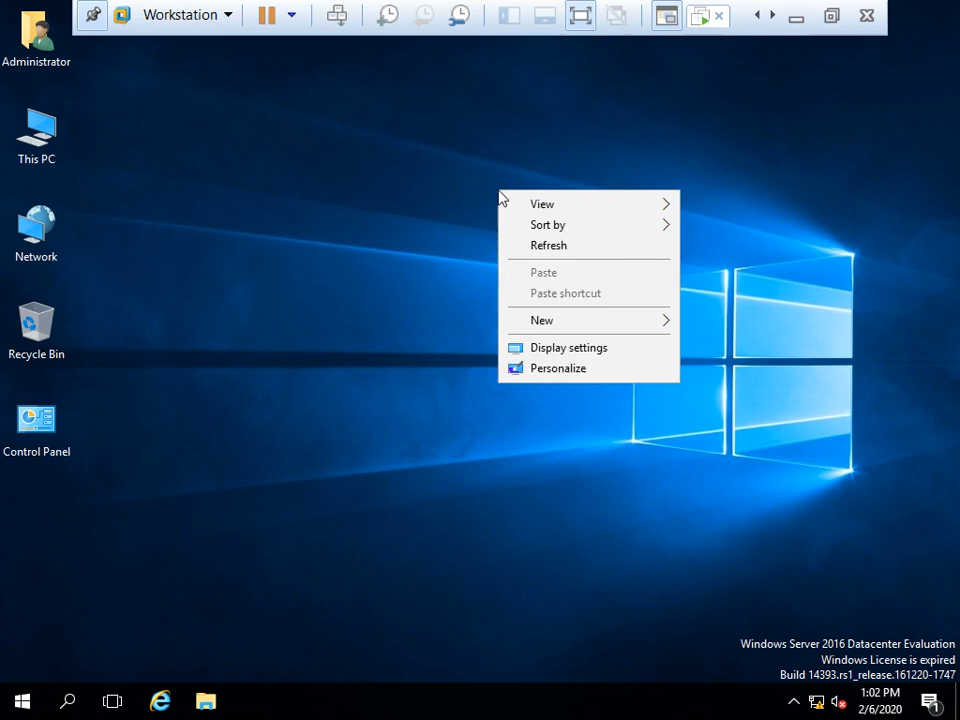 Workstation
Administrator
This PC
Network
Recycle Bin
Control Panel
View
Sort by
Refresh
Paste
Paste shortcut
New
Display settings
Personalize
Windows Server 2016 Datacenter Evaluation
Windows License is expired
Build 14393.rs1_release.161220-1747
1:02 PM
2/6/2020
1